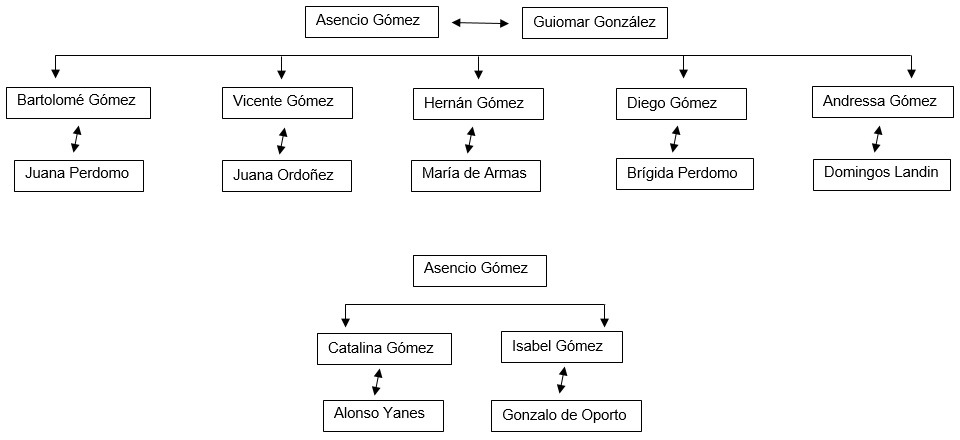 Asencio Gómez
Guiomar González
Bartolomé Gómez
Vicente Gómez
Hernán Gómez
Diego Gómez
Andressa Gómez
Juana Perdomo
Juana Ordoñez
María de Armas
Brígida Perdomo
Domingos Landin
Asencio Gómez
Catalina Gómez
Isabel Gómez
Alonso Yanes
Gonzalo de Oporto